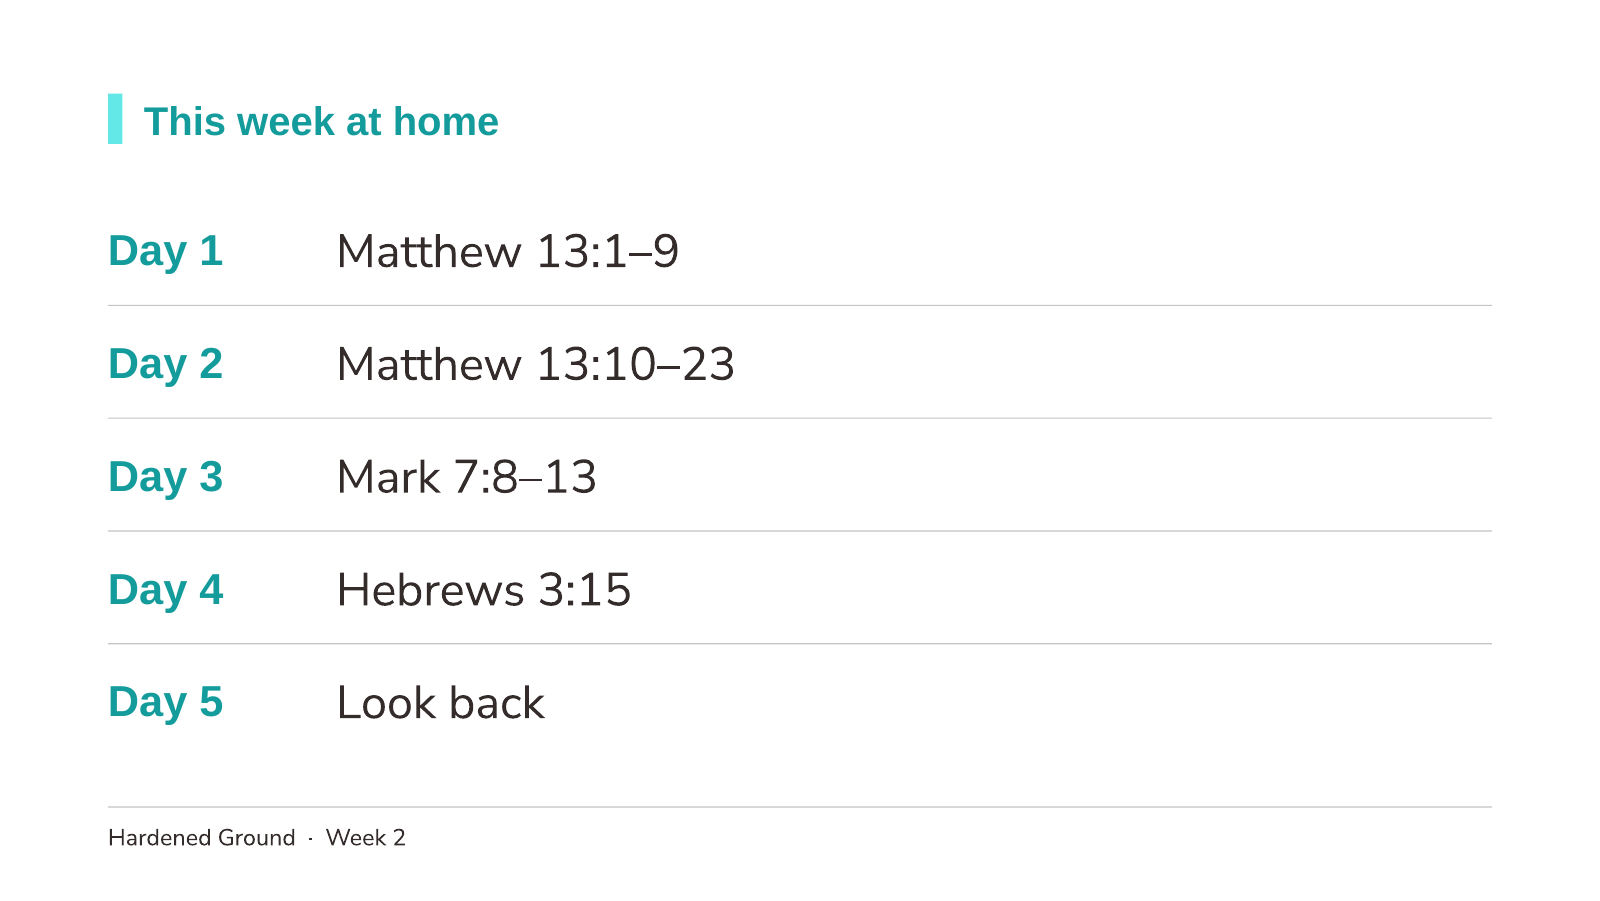 This week at home
Day 1 Matthew 13:1–9
Day 2 Matthew 13:10–23
Day 3 Mark 7:8–13
Day 4 Hebrews 3:15
Day 5 Look back
Hardened Ground · Week 2